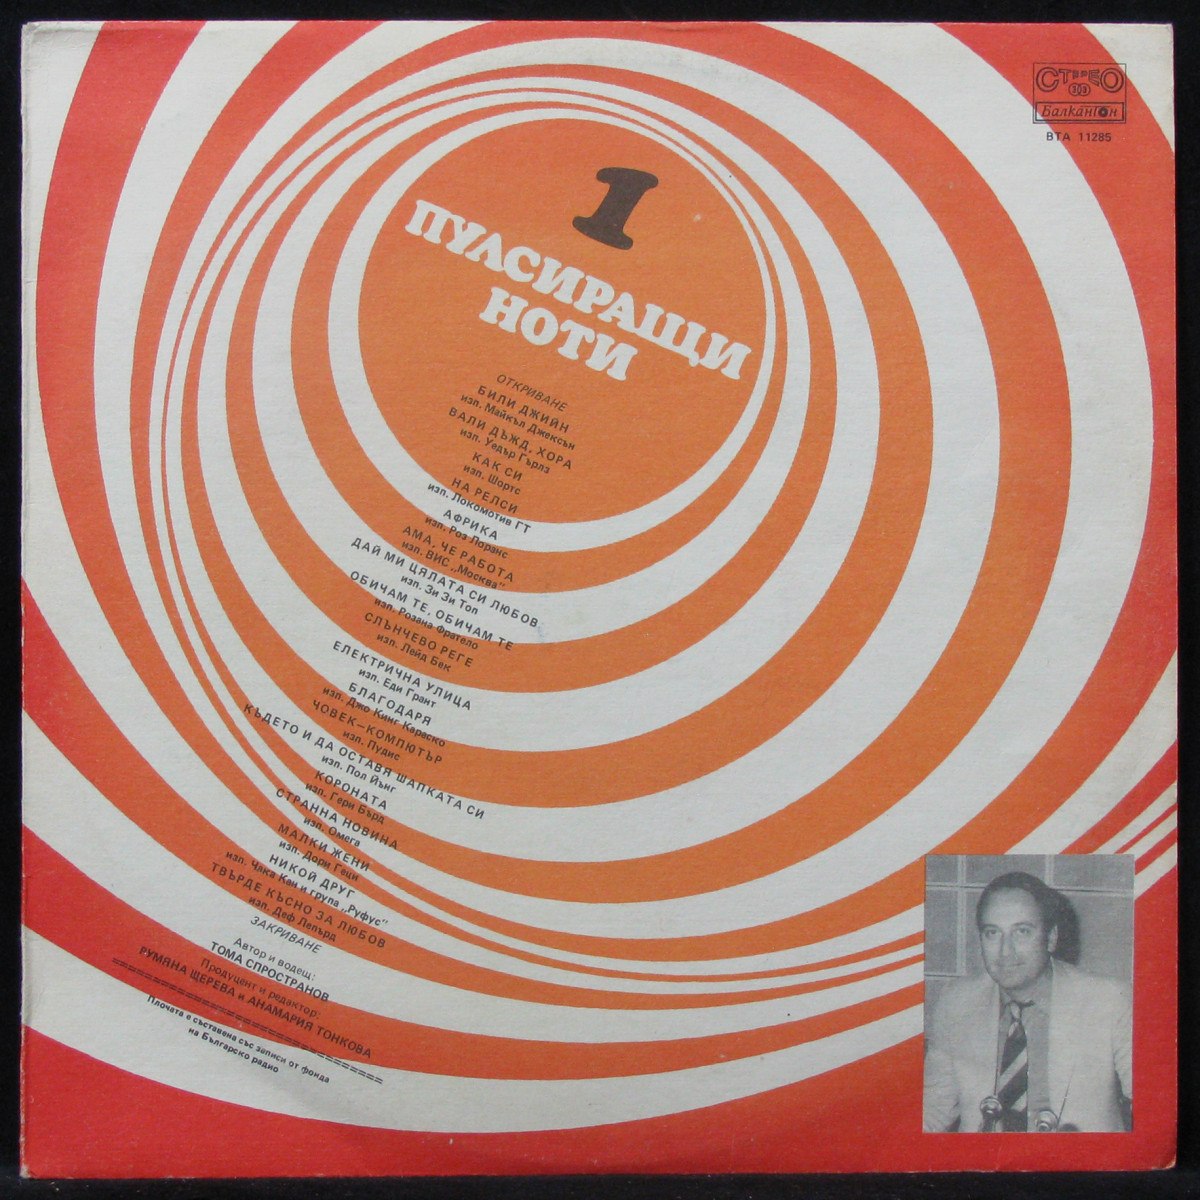 СТЕРЕО
303
Балкантон
ВТА 11285
1
ПУЛСИРАЩИ
НОТИ
ОТКРИВАНЕ
БИЛИ ДЖИЙН
изп. Майкъл Джексън
ВАЛИ ДЪЖД, ХОРА
изп. Уедър Гърлз
КАК СИ
изп. Шортс
НА РЕЛСИ
изп. Локомотив ГТ
АФРИКА
изп. Роз Лорэнс
АМА, ЧЕ РАБОТА
изп. ВИС „Москва"
ДАЙ МИ ЦЯЛАТА СИ ЛЮБОВ
изп. Зи Зи Топ
ОБИЧАМ ТЕ, ОБИЧАМ ТЕ
изп. Розана Фратело
СЛЪНЧЕВО РЕГЕ
изп. Лейд Бек
ЕЛЕКТРИЧНА УЛИЦА
изп. Еди Грант
БЛАГОДАРЯ
изп. Джо Кинг Караско
ЧОВЕК–КОМПЮТЪР
изп. Пудис
КЪДЕТО И ДА ОСТАВЯ ШАПКАТА СИ
изп. Пол Йънг
КОРОНАТА
изп. Гери Бърд
СТРАННА НОВИНА
изп. Омега
МАЛКИ ЖЕНИ
изп. Дори Геци
НИКОЙ ДРУГ
изп. Чака Кан и група „Руфус"
ТВЪРДЕ КЪСНО ЗА ЛЮБОВ
изп. Деф Лепърд
ЗАКРИВАНЕ
Автор и водещ:
ТОМА СПРОСТРАНОВ
Продуцент и редактор:
РУМЯНА ЩЕРЕВА и АНАМАРИЯ ТОНКОВА
Плочата е съставена със записи от фонда
на Българско радио